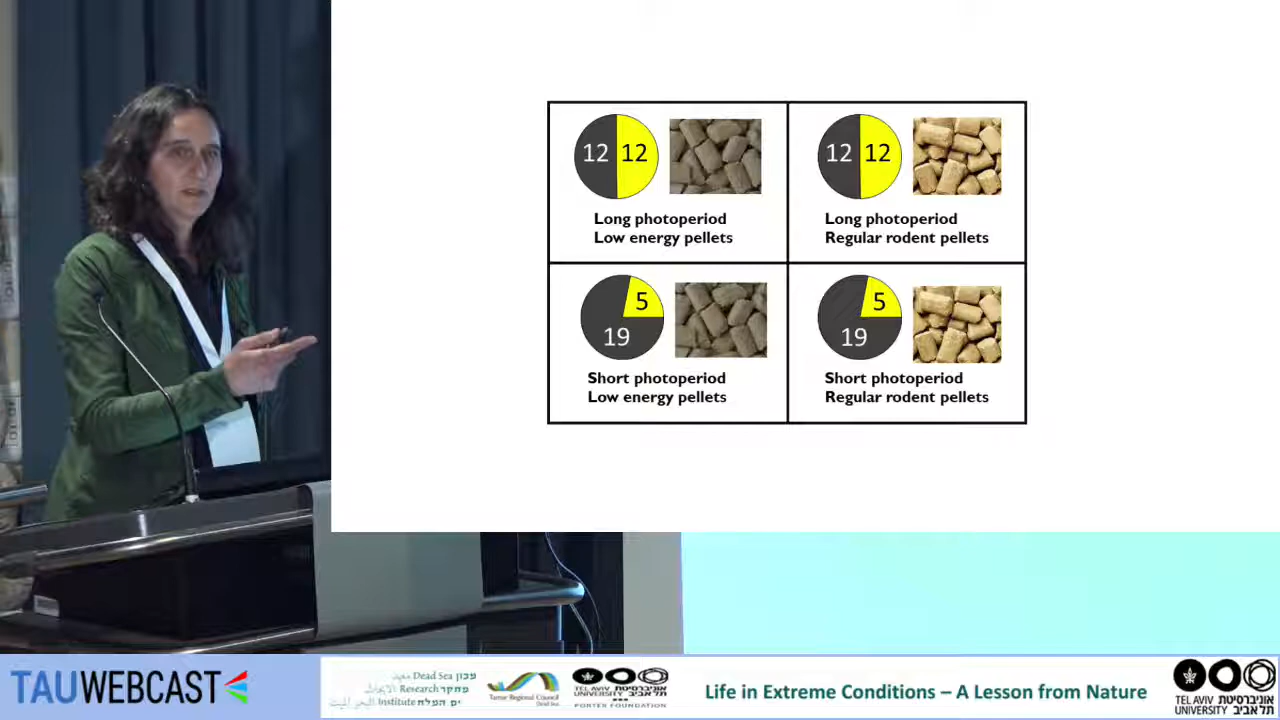 12 12
Long photoperiod
Low energy pellets
12 12
Long photoperiod
Regular rodent pellets
5
19
Short photoperiod
Low energy pellets
5
19
Short photoperiod
Regular rodent pellets
TAUWEBCAST
מכון Dead Sea
מחקר Research
ים המלח Institute
Tamar Regional Council
Dead Sea
TEL AVIV אוניברסיטת
UNIVERSITY תל אביב
PORTER FOUNDATION
Life in Extreme Conditions – A Lesson from Nature
TEL AVIV אוניברסיטת
UNIVERSITY תל אביב